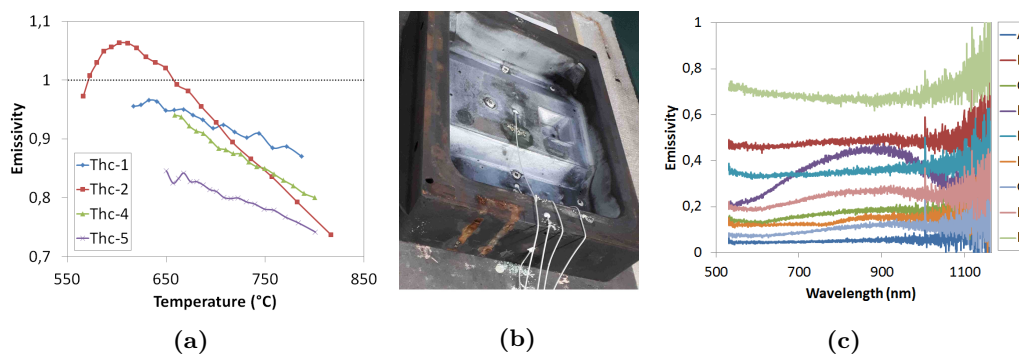 1,1
1
0,9
0,8
0,7
550
650
750
850
Emissivity
Temperature (°C)
Thc-1
Thc-2
Thc-4
Thc-5
(a)
(b)
1
0,8
0,6
0,4
0,2
0
500
700
900
1100
Emissivity
Wavelength (nm)
(c)